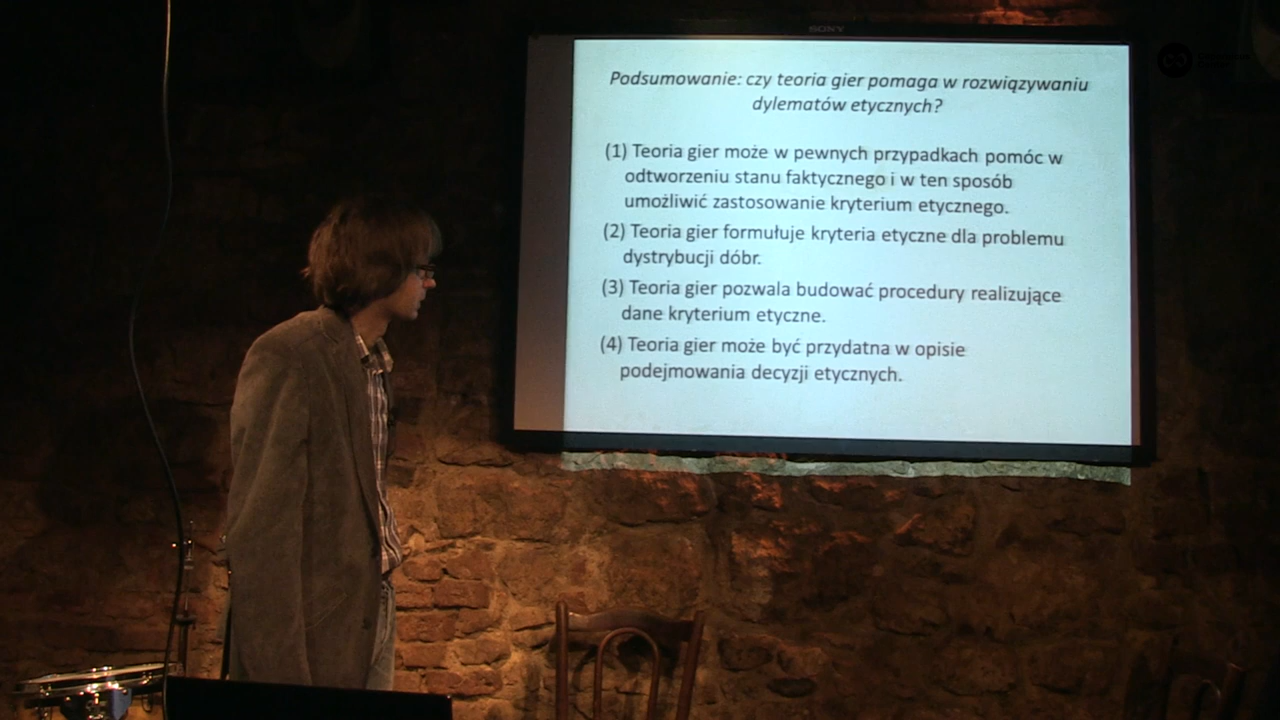 SONY
Podsumowanie: czy teoria gier pomaga w rozwiązywaniu
dylematów etycznych?
(1) Teoria gier może w pewnych przypadkach pomóc w
odtworzeniu stanu faktycznego i w ten sposób
umożliwić zastosowanie kryterium etycznego.
(2) Teoria gier formułuje kryteria etyczne dla problemu
dystrybucji dóbr.
(3) Teoria gier pozwala budować procedury realizujące
dane kryterium etyczne.
(4) Teoria gier może być przydatna w opisie
podejmowania decyzji etycznych.